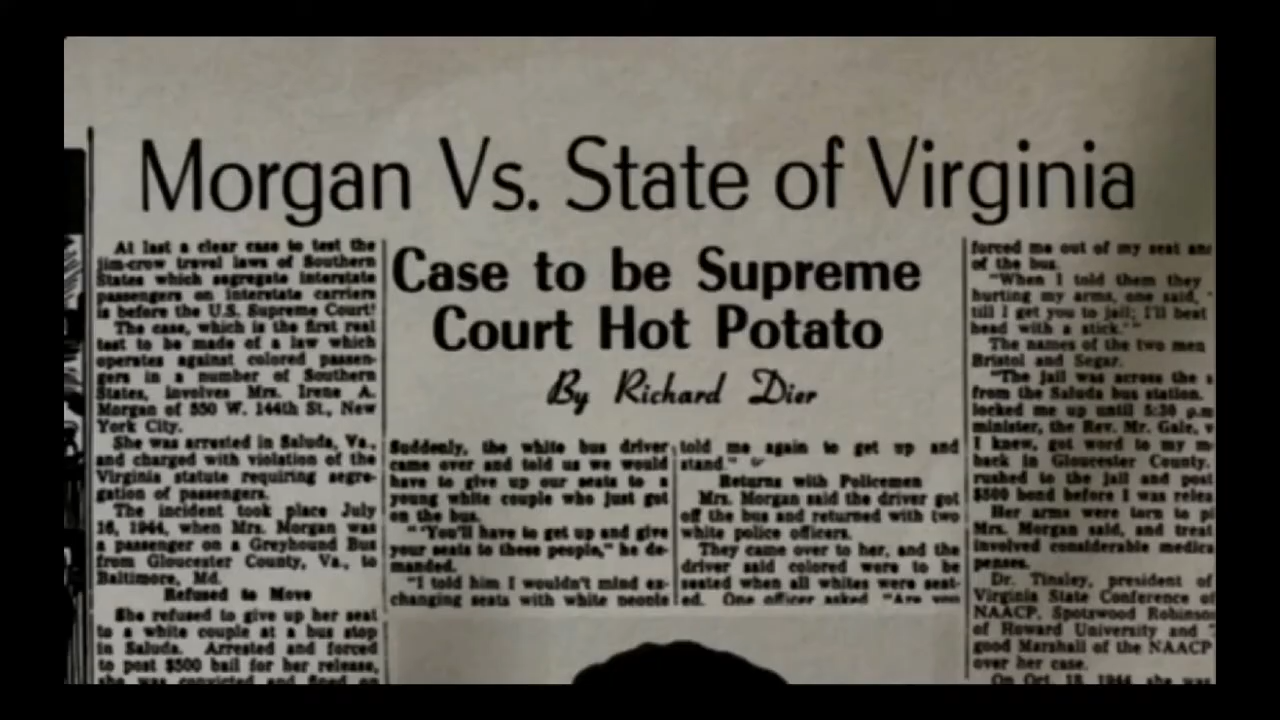 Morgan Vs. State of Virginia
Case to be Supreme
Court Hot Potato
By Richard Dier
At last a clear case to test the
jim-crow travel laws of Southern
States which segregate interstate
passengers on interstate carriers
is before the U.S. Supreme Court!
The case, which is the first real
test to be made of a law which
operates against colored passen-
gers in a number of Southern
States, involves Mrs. Irene A.
Morgan of 550 W. 144th St., New
York City.
She was arrested in Saluda, Va.,
and charged with violation of the
Virginia statute requiring segre-
gation of passengers.
The incident took place July
16, 1944, when Mrs. Morgan was
a passenger on a Greyhound Bus
from Gloucester County, Va., to
Baltimore, Md.
Refused to Move
She refused to give up her seat
to a white couple at a bus stop
in Saluda. Arrested and forced
to post $500 bail for her release,
she was convicted and fined on
Suddenly, the white bus driver
came over and told us we would
have to give up our seats to a
young white couple who just got
on the bus.
"'You'll have to get up and give
your seats to these people,' he de-
manded.
"I told him I wouldn't mind ex-
changing seats with white people
told me again to get up and
stand."
Returns with Policemen
Mrs. Morgan said the driver got
off the bus and returned with two
white police officers.
They came over to her, and the
driver said colored were to be
seated when all whites were seat-
ed. One officer asked "Are you
forced me out of my seat and
of the bus.
"When I told them they
hurting my arms, one said, '
till I get you to jail; I'll beat
head with a stick.'"
The names of the two men
Bristol and Segar.
"The jail was across the s
from the Saluda bus station.
locked me up until 5:30 p.m
minister, the Rev. Mr. Gale, w
I knew, got word to my m
back in Gloucester County.
rushed to the jail and post
$500 bond before I was relea
Her arms were torn to pi
Mrs. Morgan said, and treat
involved considerable medica
penses.
Dr. Tinsley, president of
Virginia State Conference of
NAACP, Spotswood Robinson
of Howard University and
good Marshall of the NAACP
over her case.
On Oct. 18, 1944, she was